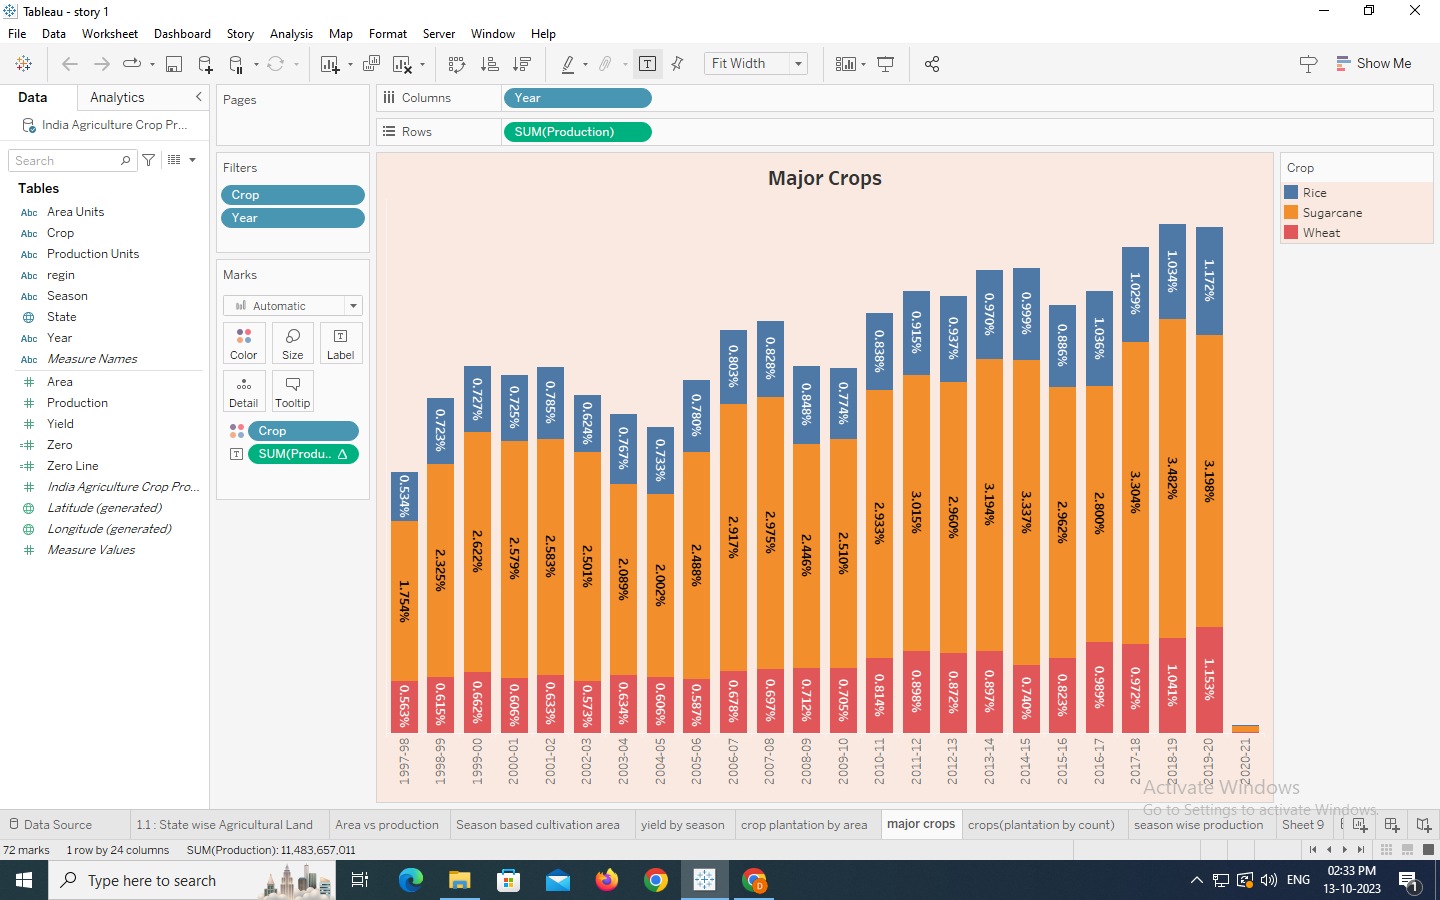 Tableau - story 1
File Data Worksheet Dashboard Story Analysis Map Format Server Window Help
Fit Width
Show Me
Data Analytics
India Agriculture Crop Pr...
Search
Tables
Abc Area Units
Abc Crop
Abc Production Units
Abc regin
Abc Season
State
Abc Year
Abc Measure Names
# Area
# Production
# Yield
=# Zero
=# Zero Line
# India Agriculture Crop Pro...
Latitude (generated)
Longitude (generated)
# Measure Values
Pages
Filters
Crop
Year
Marks
Automatic
Color Size Label
Detail Tooltip
Crop
SUM(Produ.. Δ
Columns Year
Rows SUM(Production)
Major Crops
0.534% 0.723% 0.727% 0.725% 0.785% 0.624% 0.767% 0.733% 0.780% 0.803% 0.828% 0.848% 0.774% 0.838% 0.915% 0.937% 0.970% 0.999% 0.886% 1.036% 1.029% 1.034% 1.172%
1.754% 2.325% 2.622% 2.579% 2.583% 2.501% 2.089% 2.002% 2.488% 2.917% 2.975% 2.446% 2.510% 2.933% 3.015% 2.960% 3.194% 3.337% 2.962% 2.800% 3.304% 3.482% 3.198%
0.563% 0.615% 0.662% 0.606% 0.633% 0.573% 0.634% 0.606% 0.587% 0.678% 0.697% 0.712% 0.705% 0.814% 0.898% 0.872% 0.897% 0.740% 0.823% 0.989% 0.972% 1.041% 1.153%
1997-98 1998-99 1999-00 2000-01 2001-02 2002-03 2003-04 2004-05 2005-06 2006-07 2007-08 2008-09 2009-10 2010-11 2011-12 2012-13 2013-14 2014-15 2015-16 2016-17 2017-18 2018-19 2019-20 2020-21
Crop
Rice
Sugarcane
Wheat
Activate Windows
Go to Settings to activate Windows.
Data Source 1.1 : State wise Agricultural Land Area vs production Season based cultivation area yield by season crop plantation by area major crops crops(plantation by count) season wise production Sheet 9
72 marks 1 row by 24 columns SUM(Production): 11,483,657,011
Type here to search
D
ENG
02:33 PM
13-10-2023
1